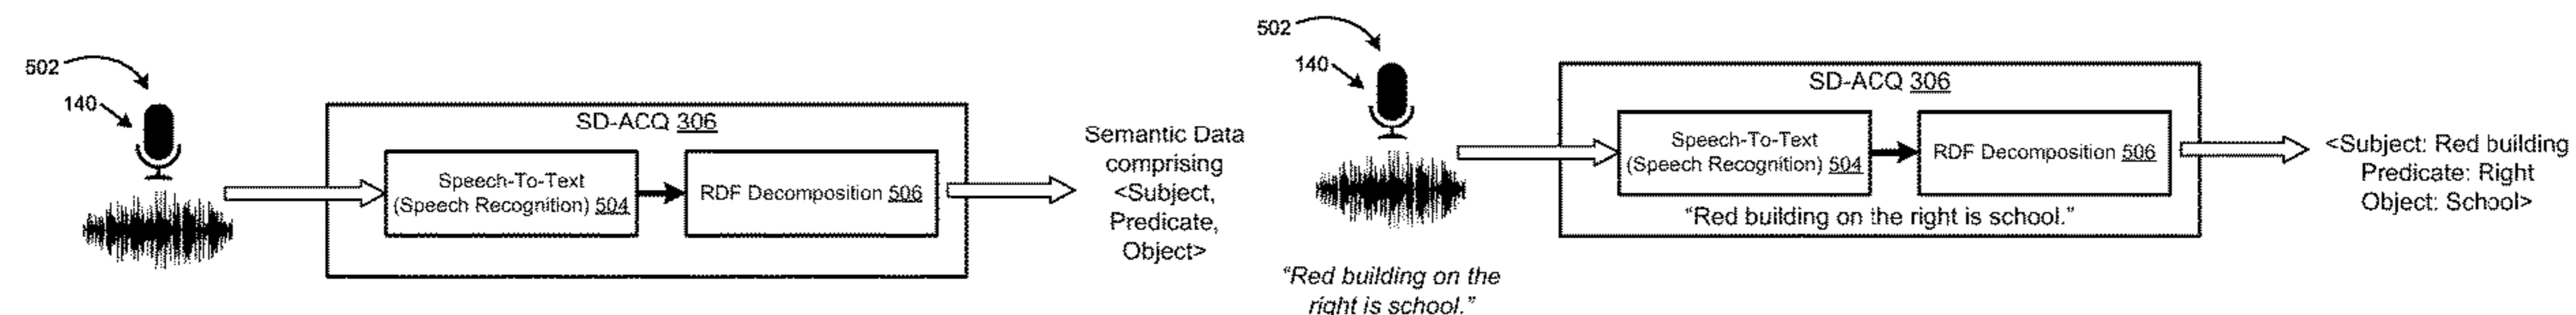 502
140
SD-ACQ 306
Speech-To-Text
(Speech Recognition) 504
RDF Decomposition 506
Semantic Data
comprising
<Subject,
Predicate,
Object>
502
140
"Red building on the
right is school."
SD-ACQ 306
Speech-To-Text
(Speech Recognition) 504
RDF Decomposition 506
"Red building on the right is school."
<Subject: Red building
Predicate: Right
Object: School>